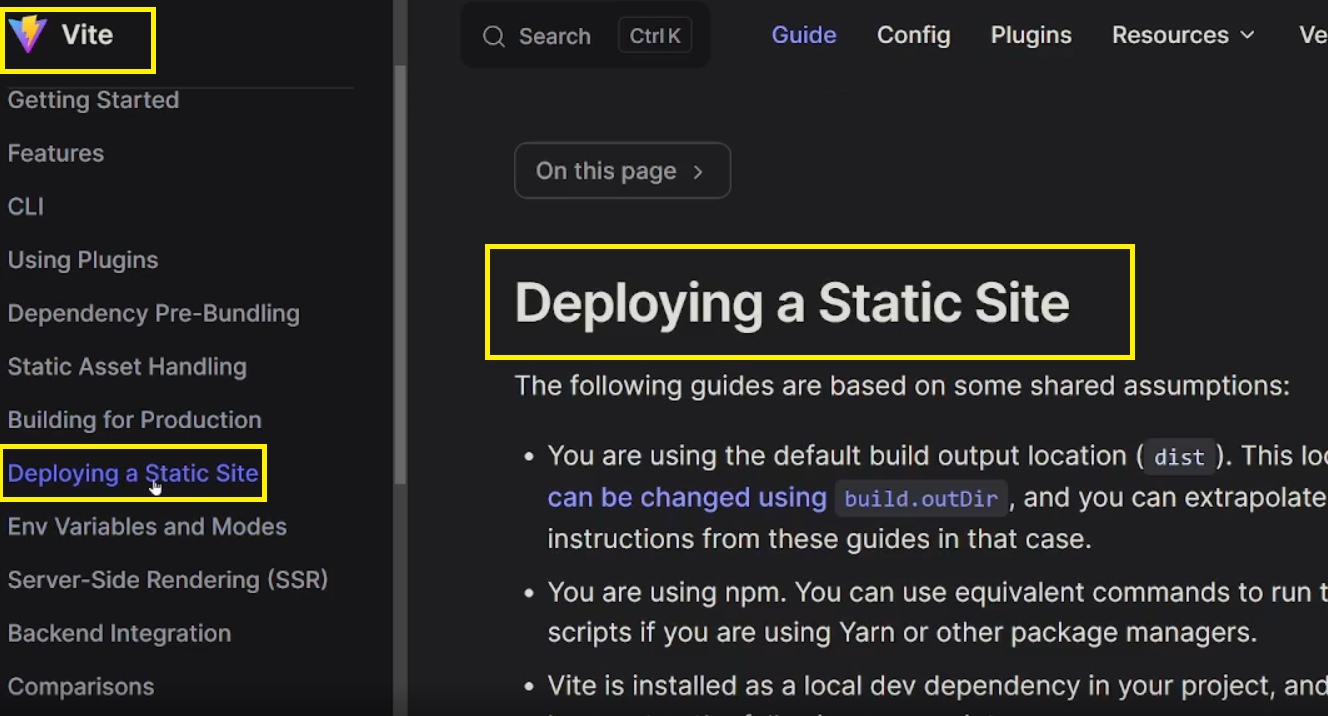 Vite
Search
Ctrl K
Guide
Config
Plugins
Resources
Getting Started
Features
CLI
Using Plugins
Dependency Pre-Bundling
Static Asset Handling
Building for Production
Deploying a Static Site
Env Variables and Modes
Server-Side Rendering (SSR)
Backend Integration
Comparisons
On this page
Deploying a Static Site
The following guides are based on some shared assumptions:
• You are using the default build output location ( dist ). This
can be changed using build.outDir , and you can extrapolate
instructions from these guides in that case.
• You are using npm. You can use equivalent commands to run
scripts if you are using Yarn or other package managers.
• Vite is installed as a local dev dependency in your project, and